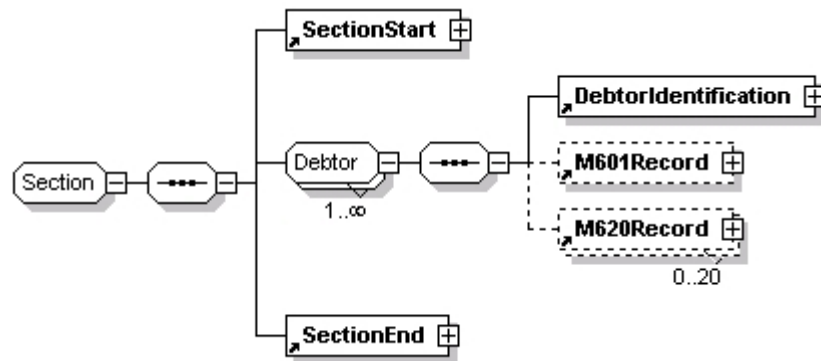 SectionStart
DebtorIdentification
Section
Debtor
M601Record
1..∞
M620Record
0..20
SectionEnd